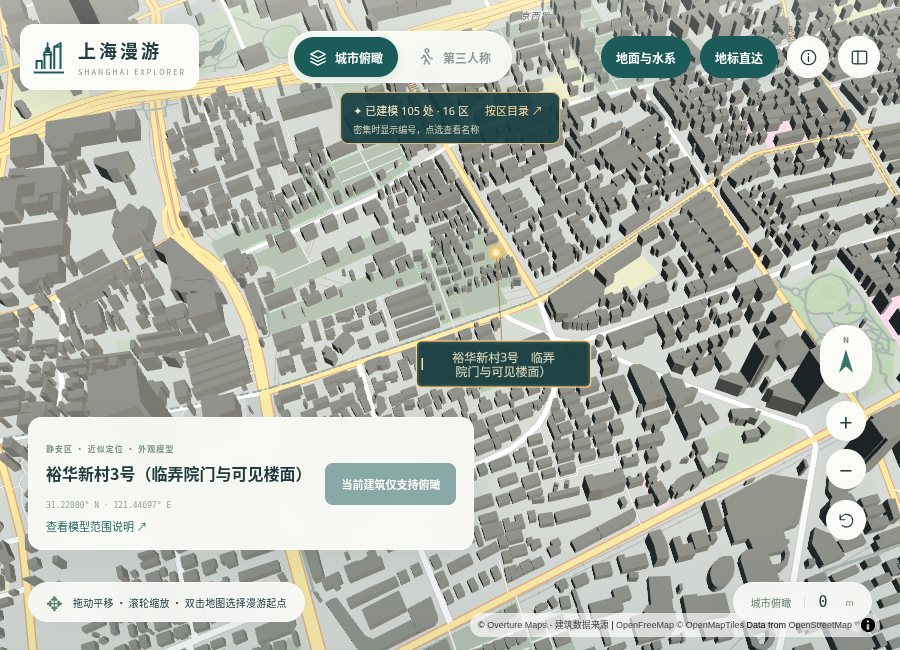 京西路
上海漫游
SHANGHAI EXPLORER
城市俯瞰
第三人称
地面与水系
地标直达
✦ 已建模 105 处 · 16 区 按区目录 ↗
密集时显示编号，点选查看名称
N
裕华新村3号 临弄
院门与可见楼面）
静安区 · 近似定位 · 外观模型
裕华新村3号（临弄院门与可见楼面）
当前建筑仅支持俯瞰
31.22000° N · 121.44697° E
查看模型范围说明 ↗
+
−
拖动平移 · 滚轮缩放 · 双击地图选择漫游起点
城市俯瞰 0 m
© Overture Maps · 建筑数据来源 | OpenFreeMap © OpenMapTiles Data from OpenStreetMap